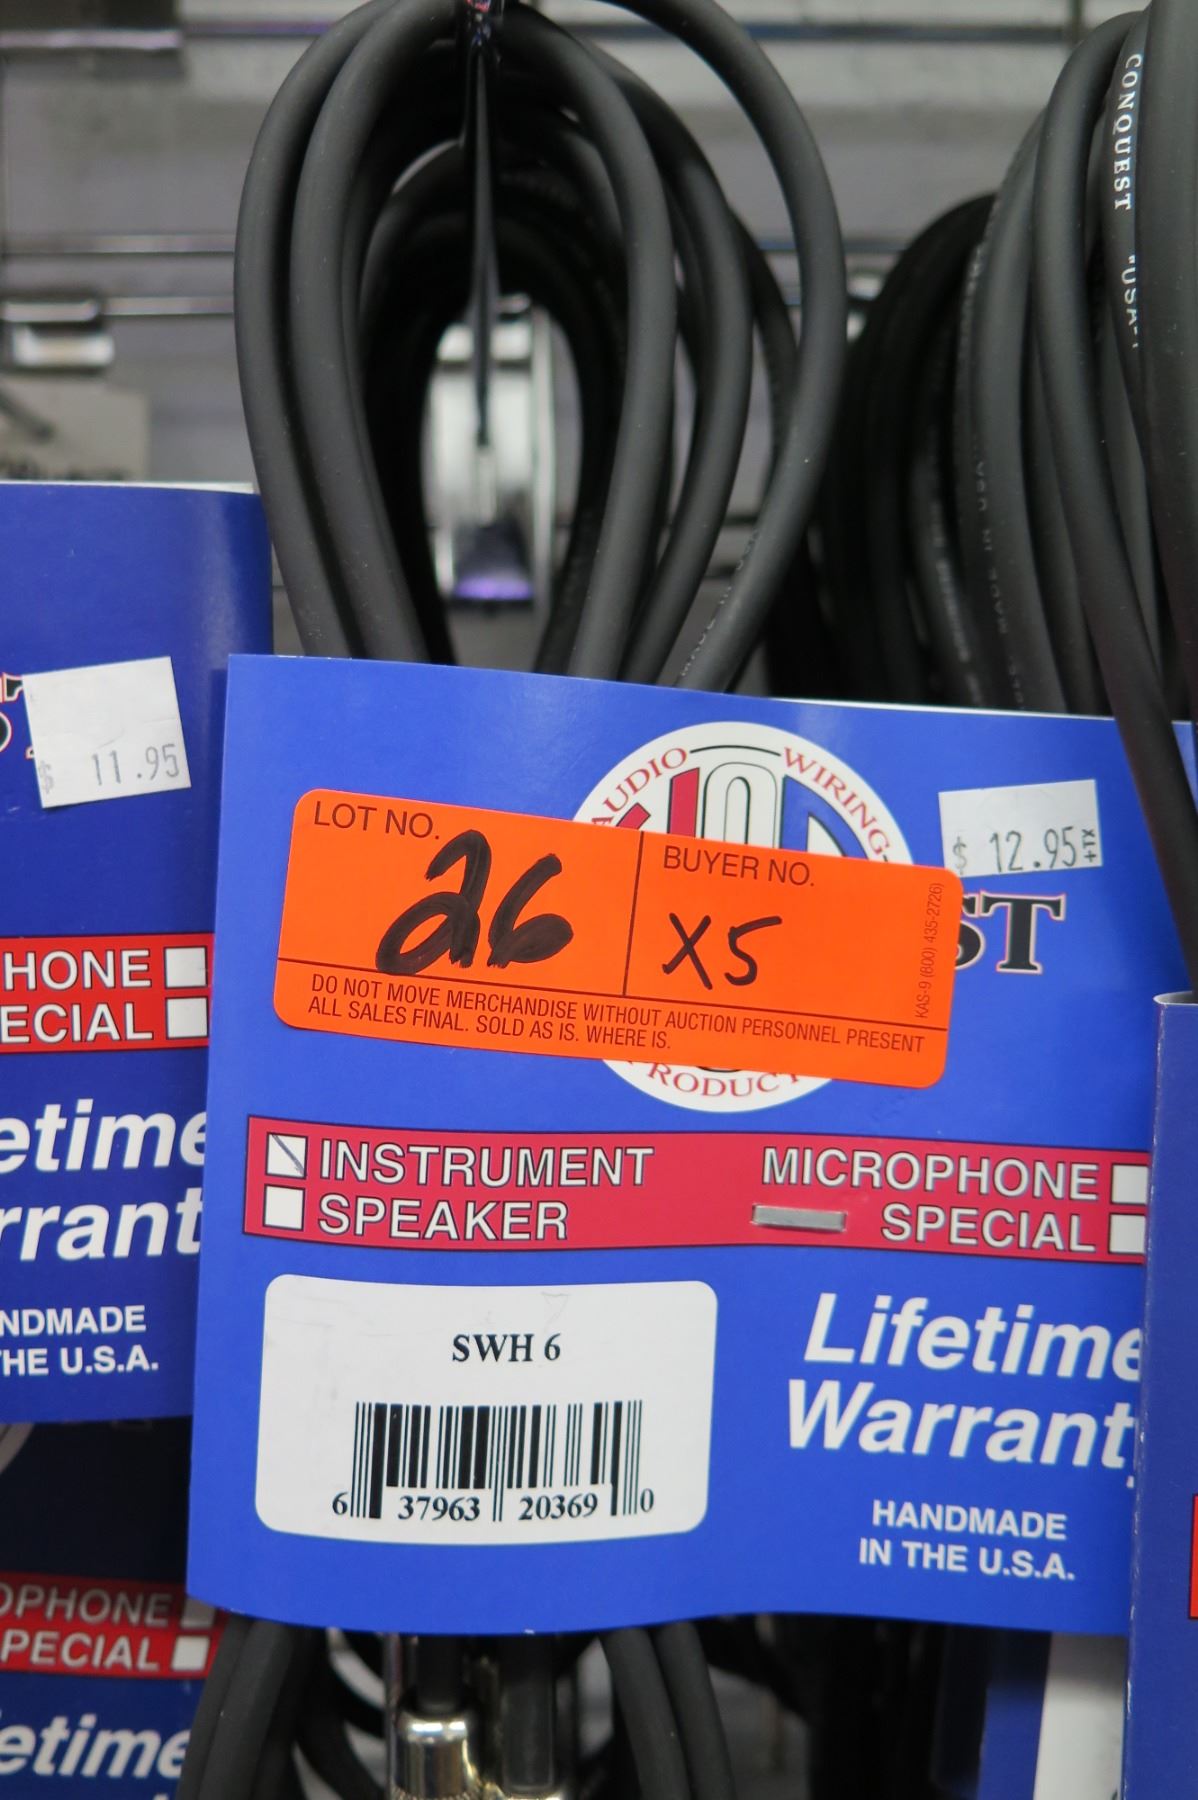 CONQUEST "USA"
$ 11.95
AUDIO WIRING
$ 12.95 +TX
LOT NO. 26
BUYER NO. X5
KAS-9 (800) 435-2726)
ST
DO NOT MOVE MERCHANDISE WITHOUT AUCTION PERSONNEL PRESENT
ALL SALES FINAL. SOLD AS IS. WHERE IS.
RODUCT
HONE
ECIAL
INSTRUMENT MICROPHONE
SPEAKER SPECIAL
etime
rrant
NDMADE
HE U.S.A.
SWH 6
6 37963 20369 0
Lifetime
Warranty
HANDMADE
IN THE U.S.A.
OPHONE
PECIAL
etime